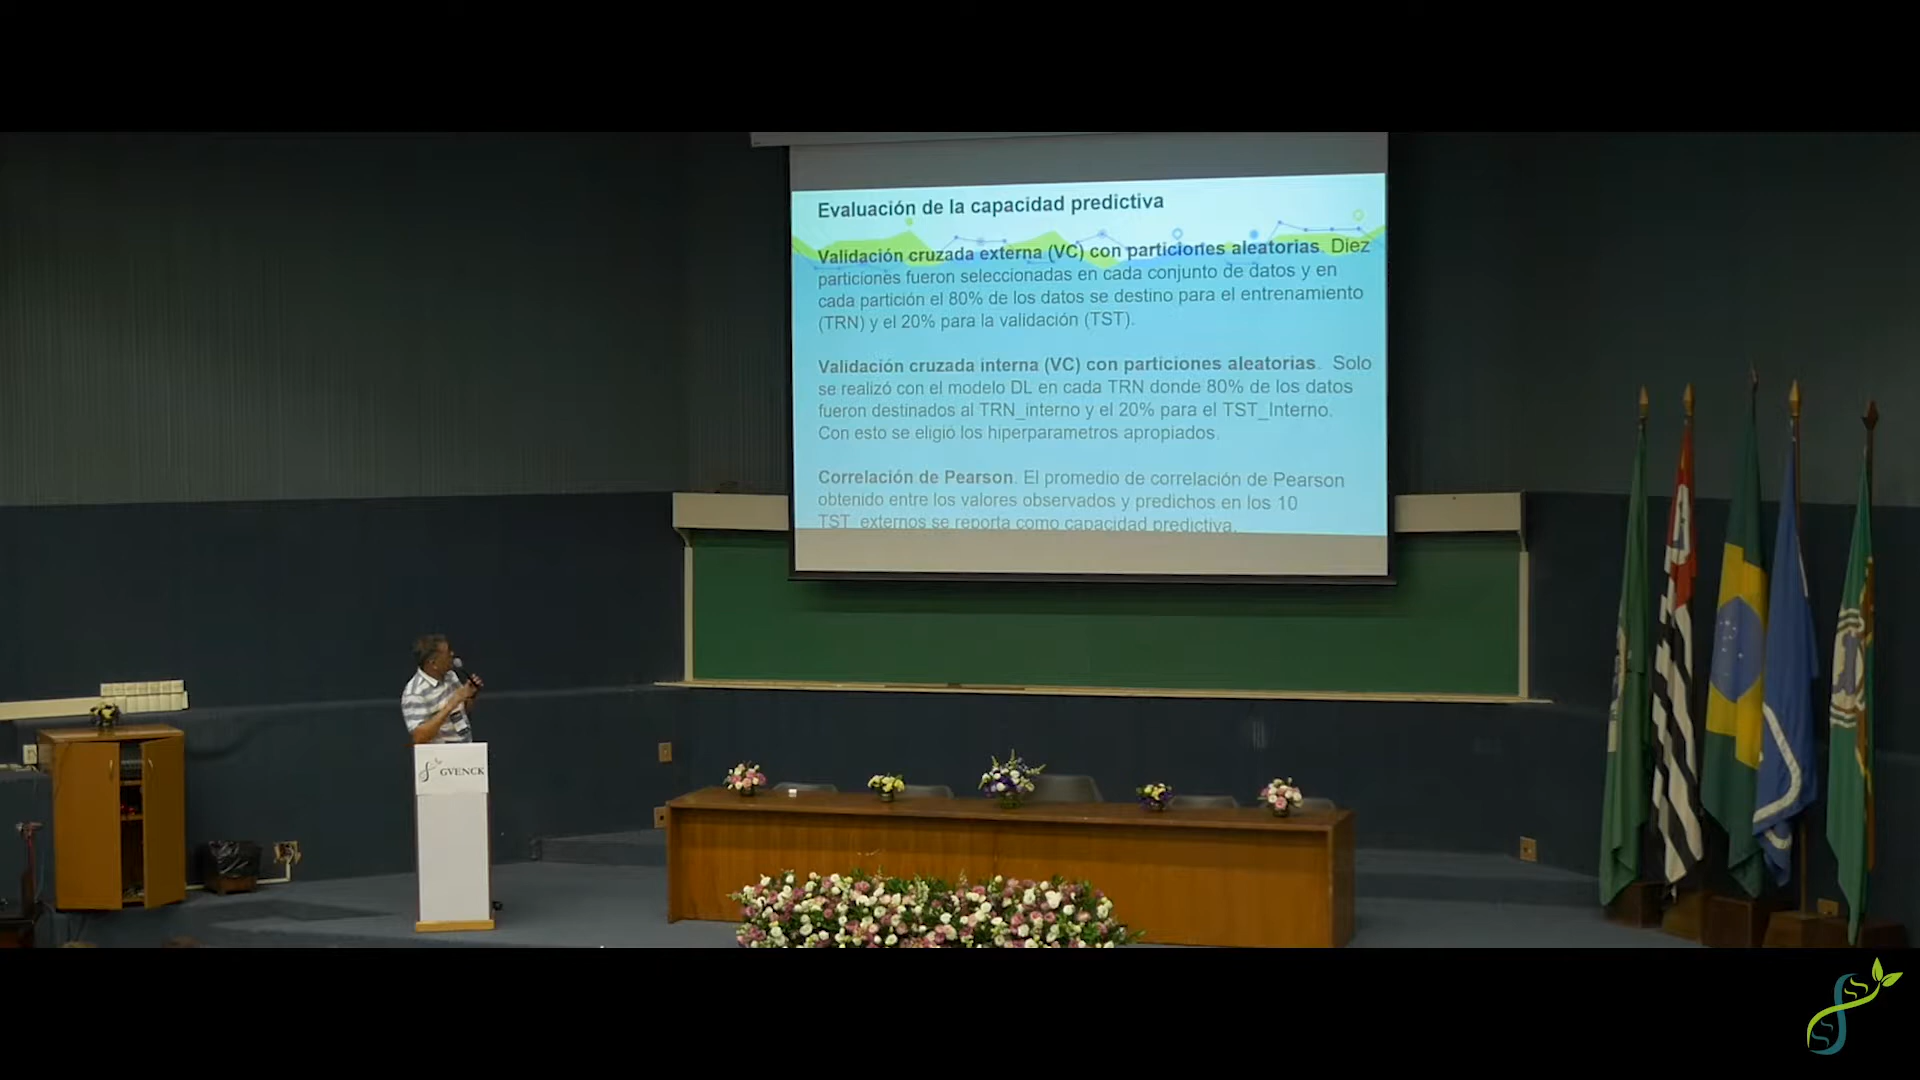 Evaluación de la capacidad predictiva
Validación cruzada externa (VC) con particiones aleatorias. Diez
particiones fueron seleccionadas en cada conjunto de datos y en
cada partición el 80% de los datos se destino para el entrenamiento
(TRN) y el 20% para la validación (TST).
Validación cruzada interna (VC) con particiones aleatorias. Solo
se realizó con el modelo DL en cada TRN donde 80% de los datos
fueron destinados al TRN_interno y el 20% para el TST_Interno.
Con esto se eligió los hiperparametros apropiados.
Correlación de Pearson. El promedio de correlación de Pearson
obtenido entre los valores observados y predichos en los 10
TST_externos se reporta como capacidad predictiva.
GVENCK